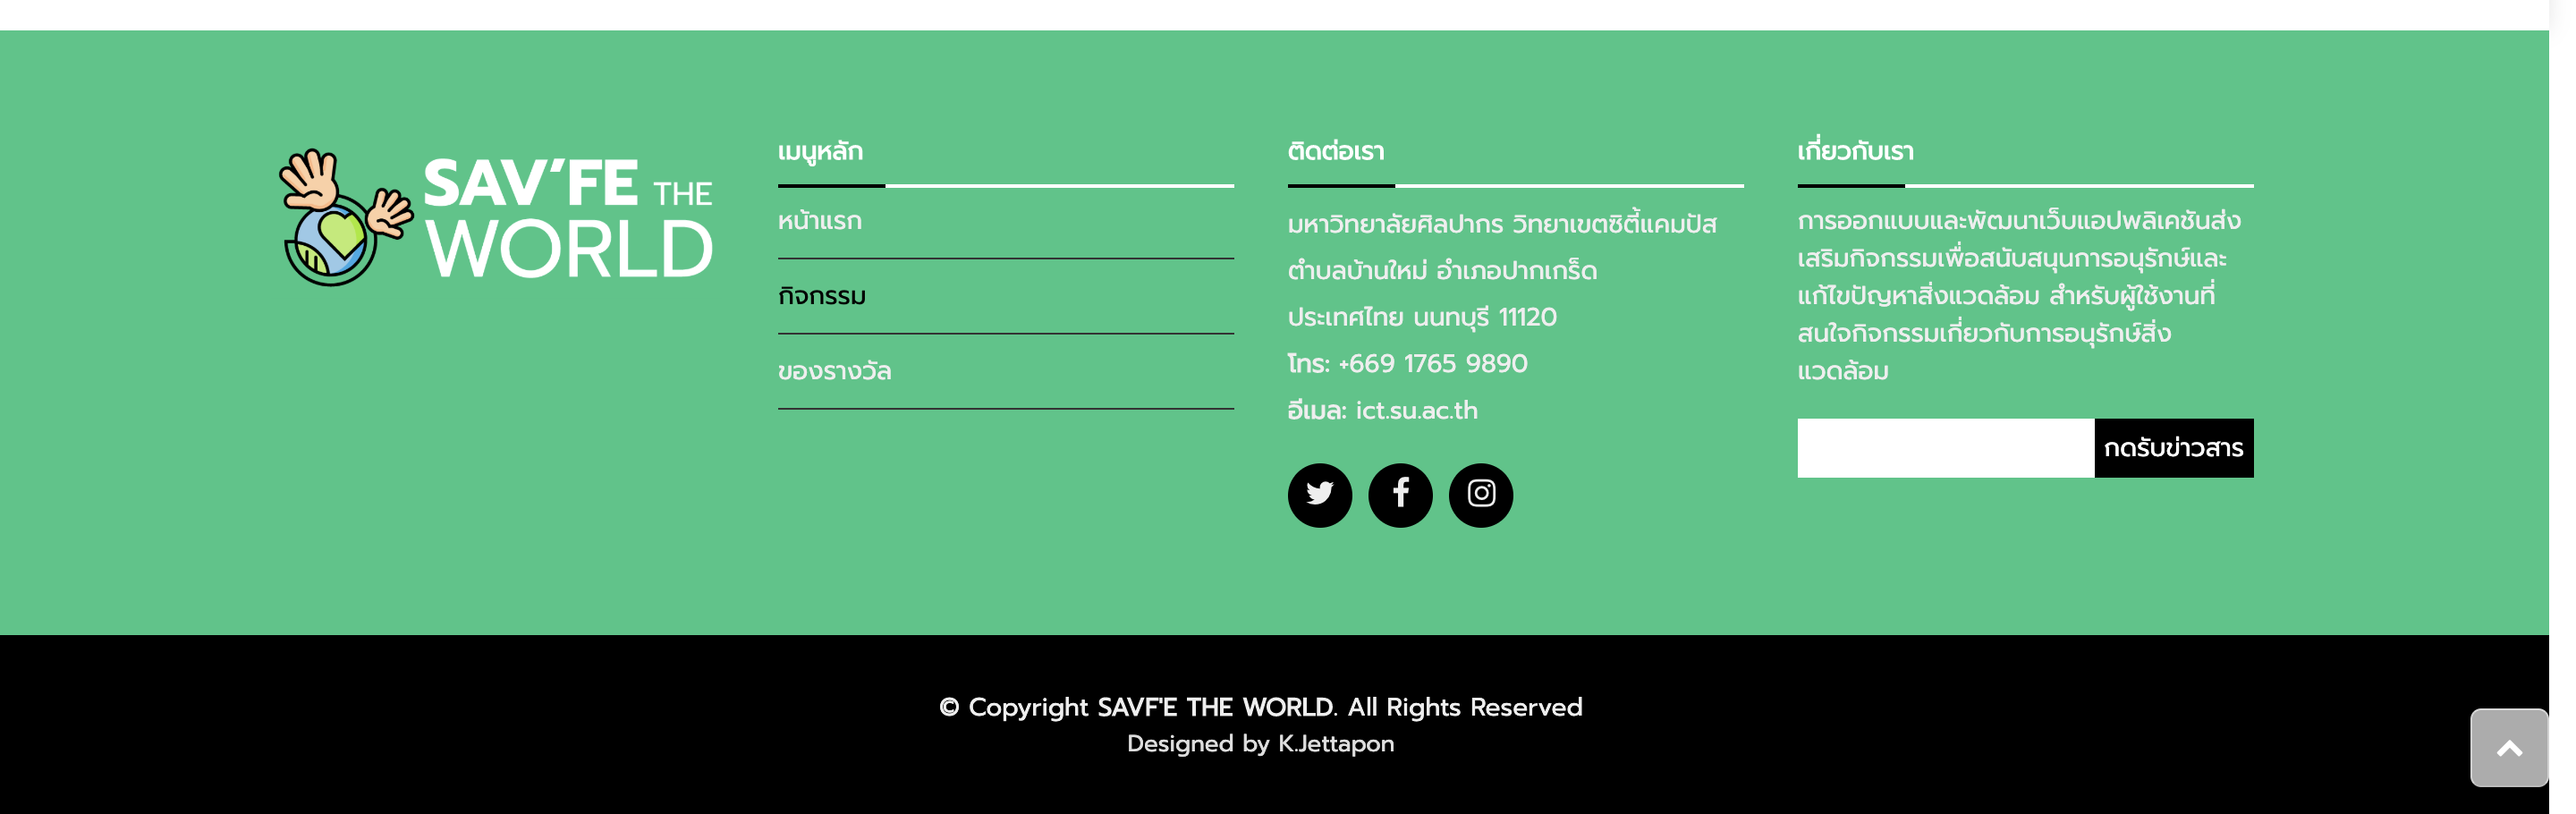 SAV'FE THE
WORLD
เมนูหลัก
หน้าแรก
กิจกรรม
ของรางวัล
ติดต่อเรา
มหาวิทยาลัยศิลปากร วิทยาเขตซิตี้แคมปัส
ตำบลบ้านใหม่ อำเภอปากเกร็ด
ประเทศไทย นนทบุรี 11120
โทร: +669 1765 9890
อีเมล: ict.su.ac.th
เกี่ยวกับเรา
การออกแบบและพัฒนาเว็บแอปพลิเคชันส่ง
เสริมกิจกรรมเพื่อสนับสนุนการอนุรักษ์และ
แก้ไขปัญหาสิ่งแวดล้อม สำหรับผู้ใช้งานที่
สนใจกิจกรรมเกี่ยวกับการอนุรักษ์สิ่ง
แวดล้อม
กดรับข่าวสาร
© Copyright SAVF'E THE WORLD. All Rights Reserved
Designed by K.Jettapon